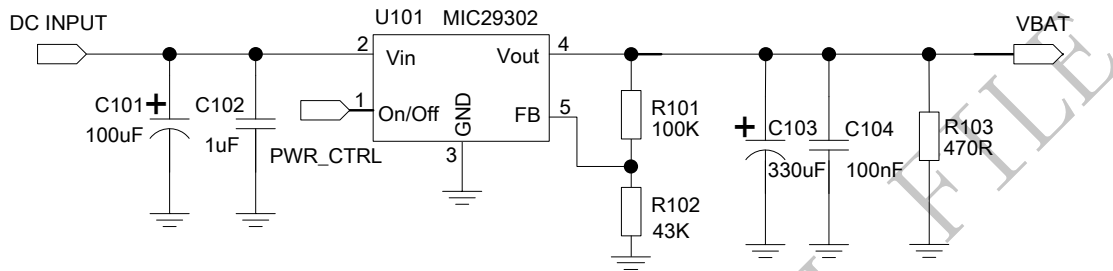 DC INPUT
U101 MIC29302
VBAT
2
Vin
Vout
4
C101
100uF
+
C102
1uF
1
On/Off
PWR_CTRL
GND
3
FB
5
R101
100K
R102
43K
+
C103
330uF
C104
100nF
R103
470R
FILE